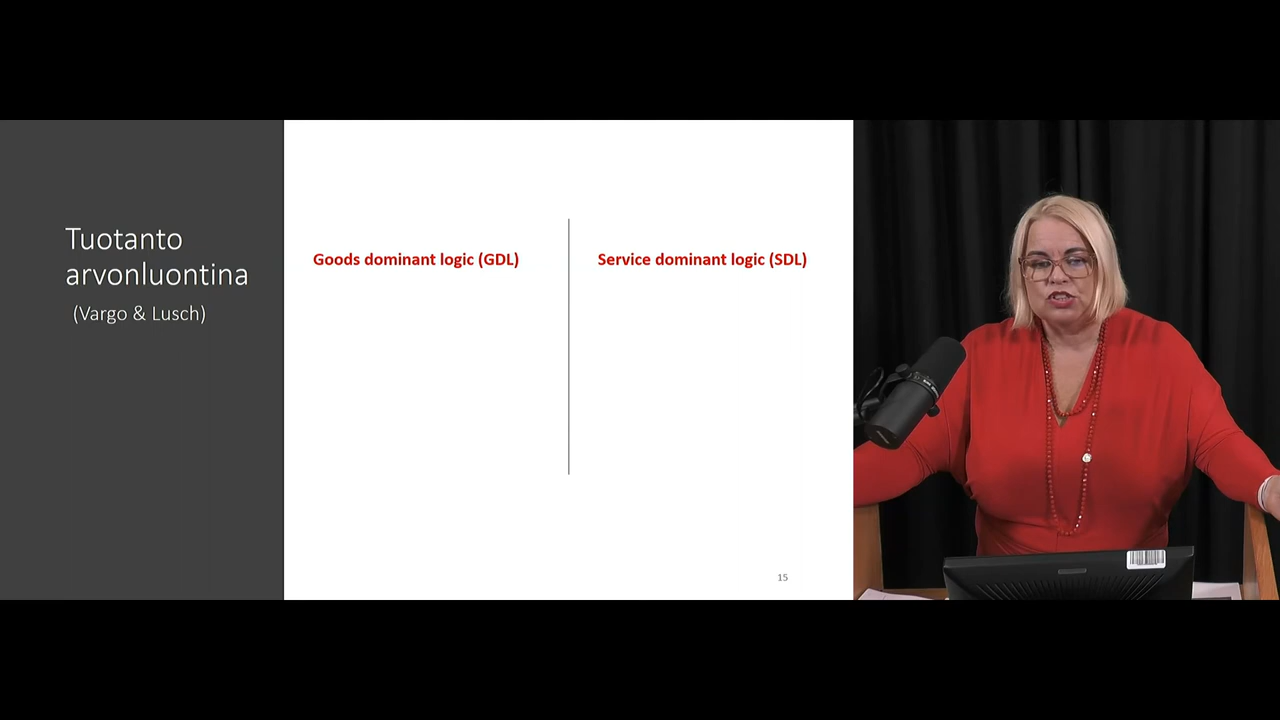 Tuotanto
arvonluontina
(Vargo & Lusch)
Goods dominant logic (GDL)
Service dominant logic (SDL)
15